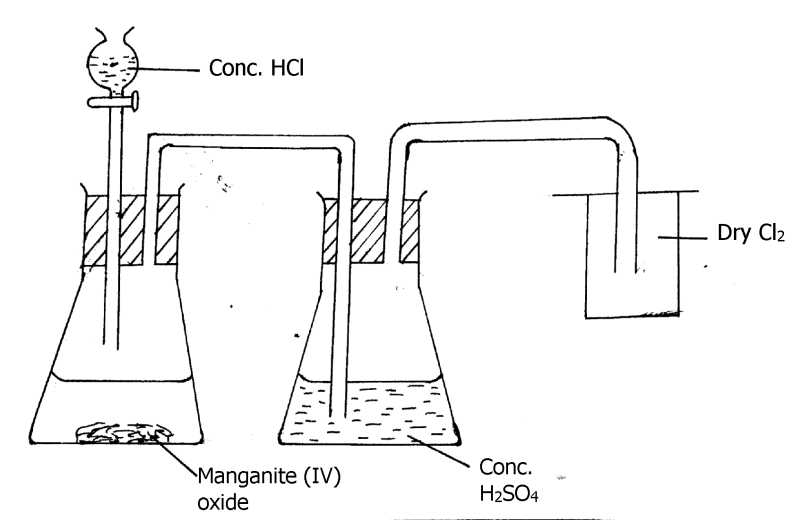 Conc. HCl
Dry Cl₂
Manganite (IV)
oxide
Conc.
H₂SO₄